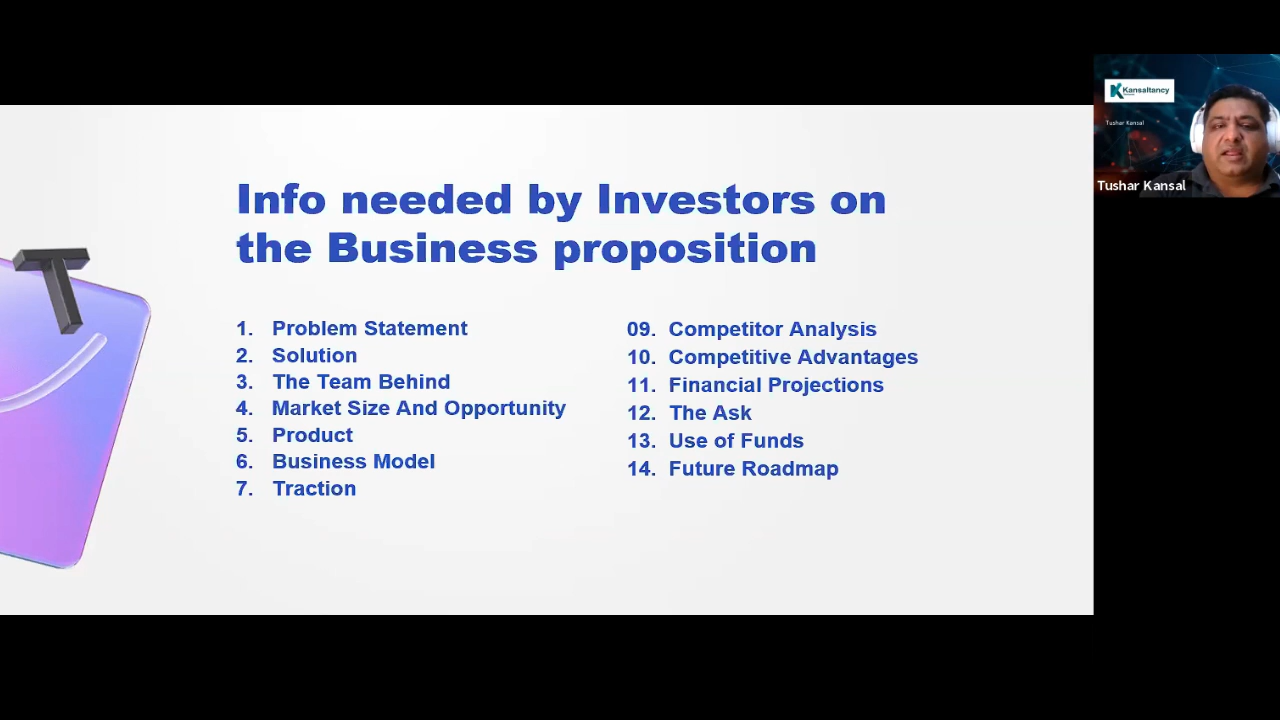 Info needed by Investors on
the Business proposition
1. Problem Statement
2. Solution
3. The Team Behind
4. Market Size And Opportunity
5. Product
6. Business Model
7. Traction
09. Competitor Analysis
10. Competitive Advantages
11. Financial Projections
12. The Ask
13. Use of Funds
14. Future Roadmap
Kansaltancy
Tushar Kansal
Tushar Kansal